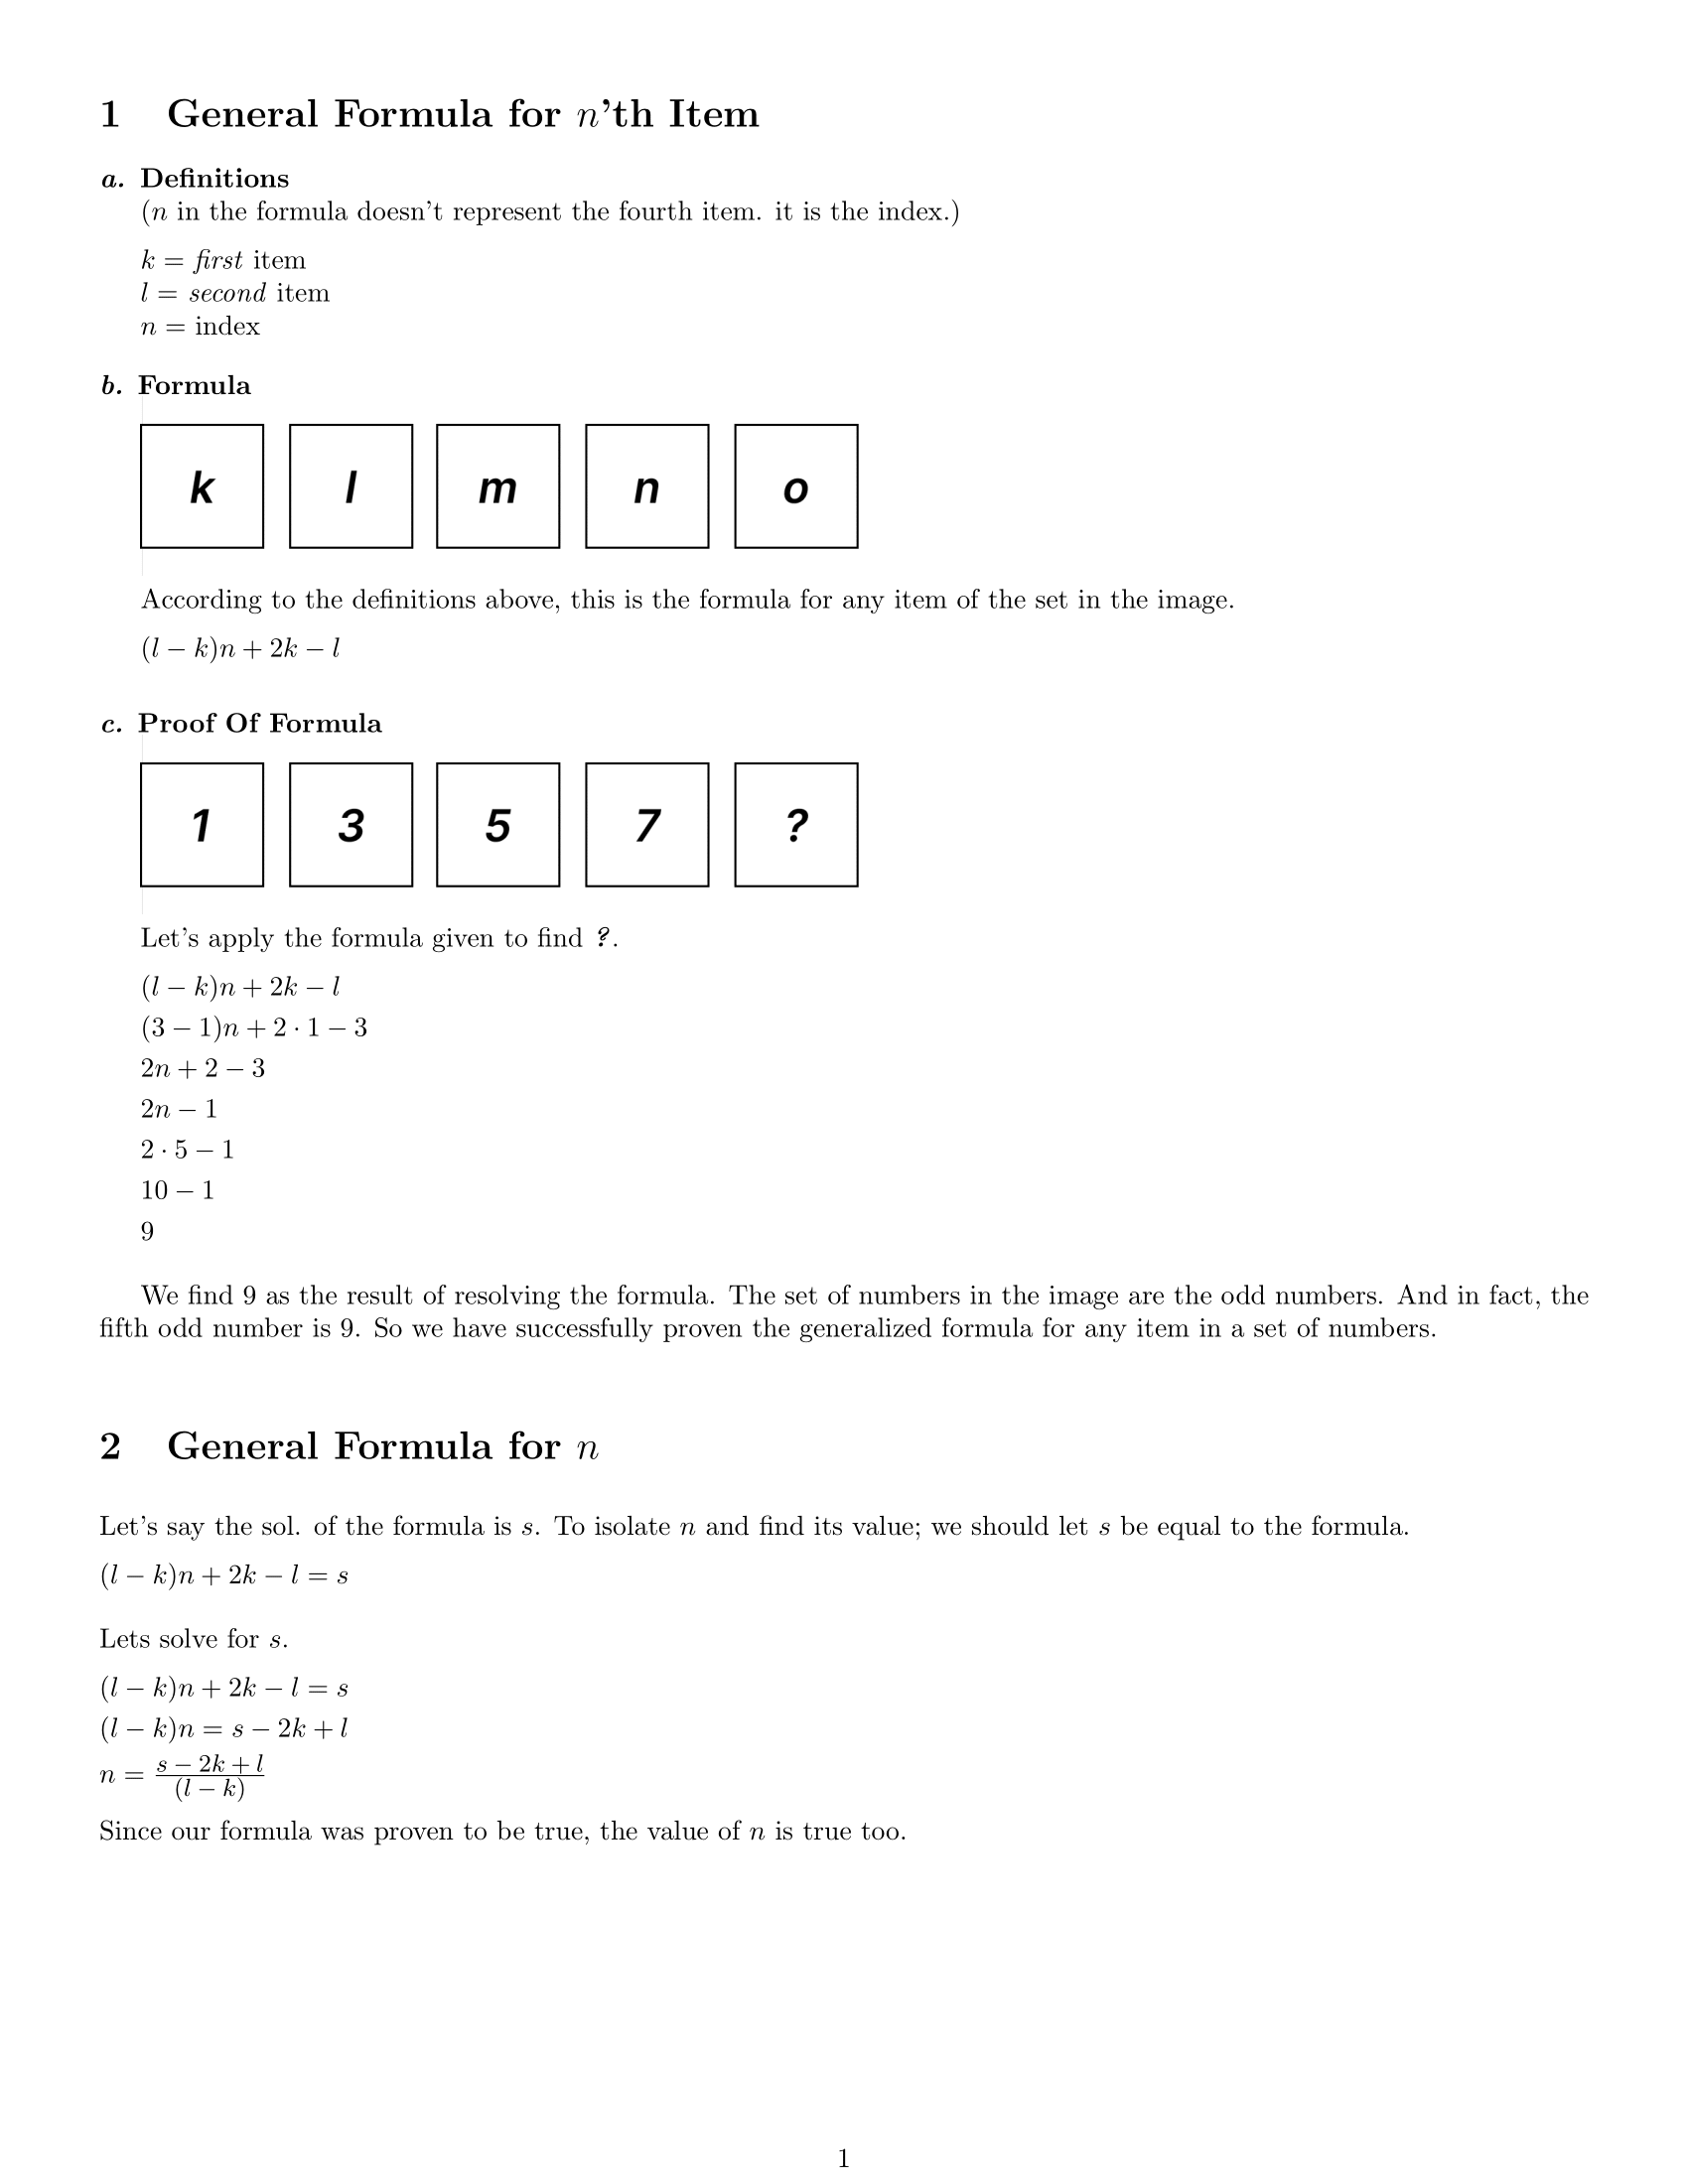 1 General Formula for n’th Item
a. Definitions
(n in the formula doesn’t represent the fourth item. it is the index.)
k = first item
l = second item
n = index
b. Formula
k l m n o
According to the definitions above, this is the formula for any item of the set in the image.
(l − k)n + 2k − l
c. Proof Of Formula
1 3 5 7 ?
Let’s apply the formula given to find ?.
(l − k)n + 2k − l
(3 − 1)n + 2 · 1 − 3
2n + 2 − 3
2n − 1
2 · 5 − 1
10 − 1
9
We find 9 as the result of resolving the formula. The set of numbers in the image are the odd numbers. And in fact, the
fifth odd number is 9. So we have successfully proven the generalized formula for any item in a set of numbers.
2 General Formula for n
Let’s say the sol. of the formula is s. To isolate n and find its value; we should let s be equal to the formula.
(l − k)n + 2k − l = s
Lets solve for s.
(l − k)n + 2k − l = s
(l − k)n = s − 2k + l
n = \frac{s − 2k + l}{(l − k)}
Since our formula was proven to be true, the value of n is true too.
1